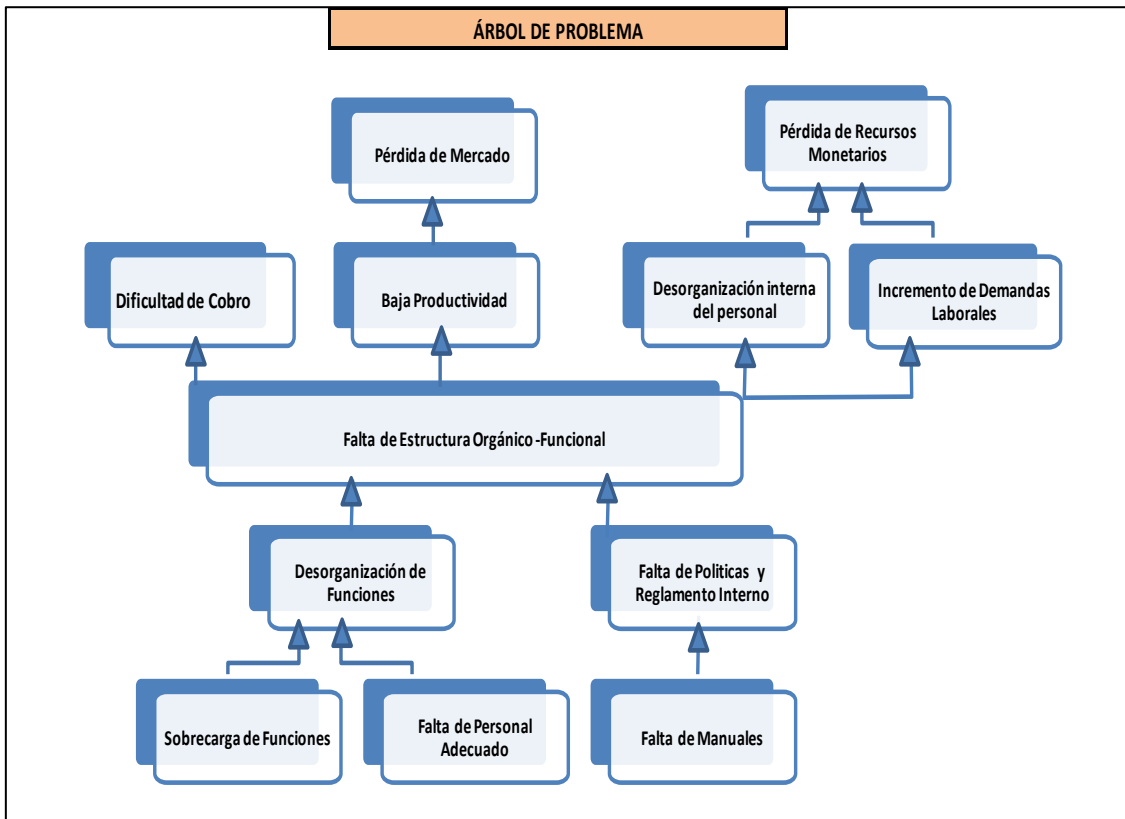 ÁRBOL DE PROBLEMA
Pérdida de Mercado
Pérdida de Recursos
Monetarios
Dificultad de Cobro
Baja Productividad
Desorganización interna
del personal
Incremento de Demandas
Laborales
Falta de Estructura Orgánico -Funcional
Desorganización de
Funciones
Falta de Politicas y
Reglamento Interno
Sobrecarga de Funciones
Falta de Personal
Adecuado
Falta de Manuales